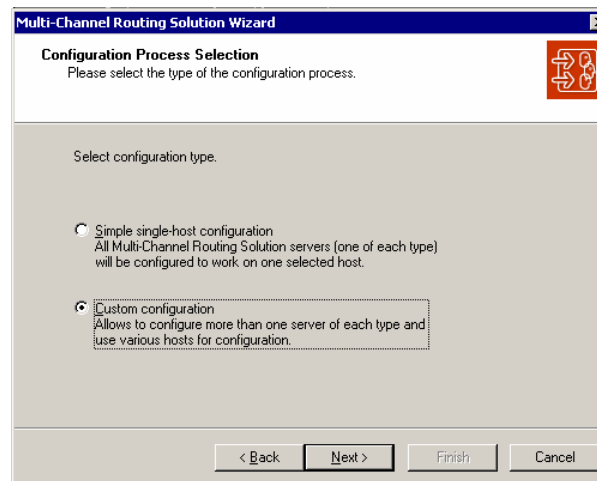 Multi-Channel Routing Solution Wizard
Configuration Process Selection
Please select the type of the configuration process.
Select configuration type.
Simple single-host configuration
All Multi-Channel Routing Solution servers (one of each type)
will be configured to work on one selected host.
Custom configuration
Allows to configure more than one server of each type and
use various hosts for configuration.
< Back
Next >
Finish
Cancel